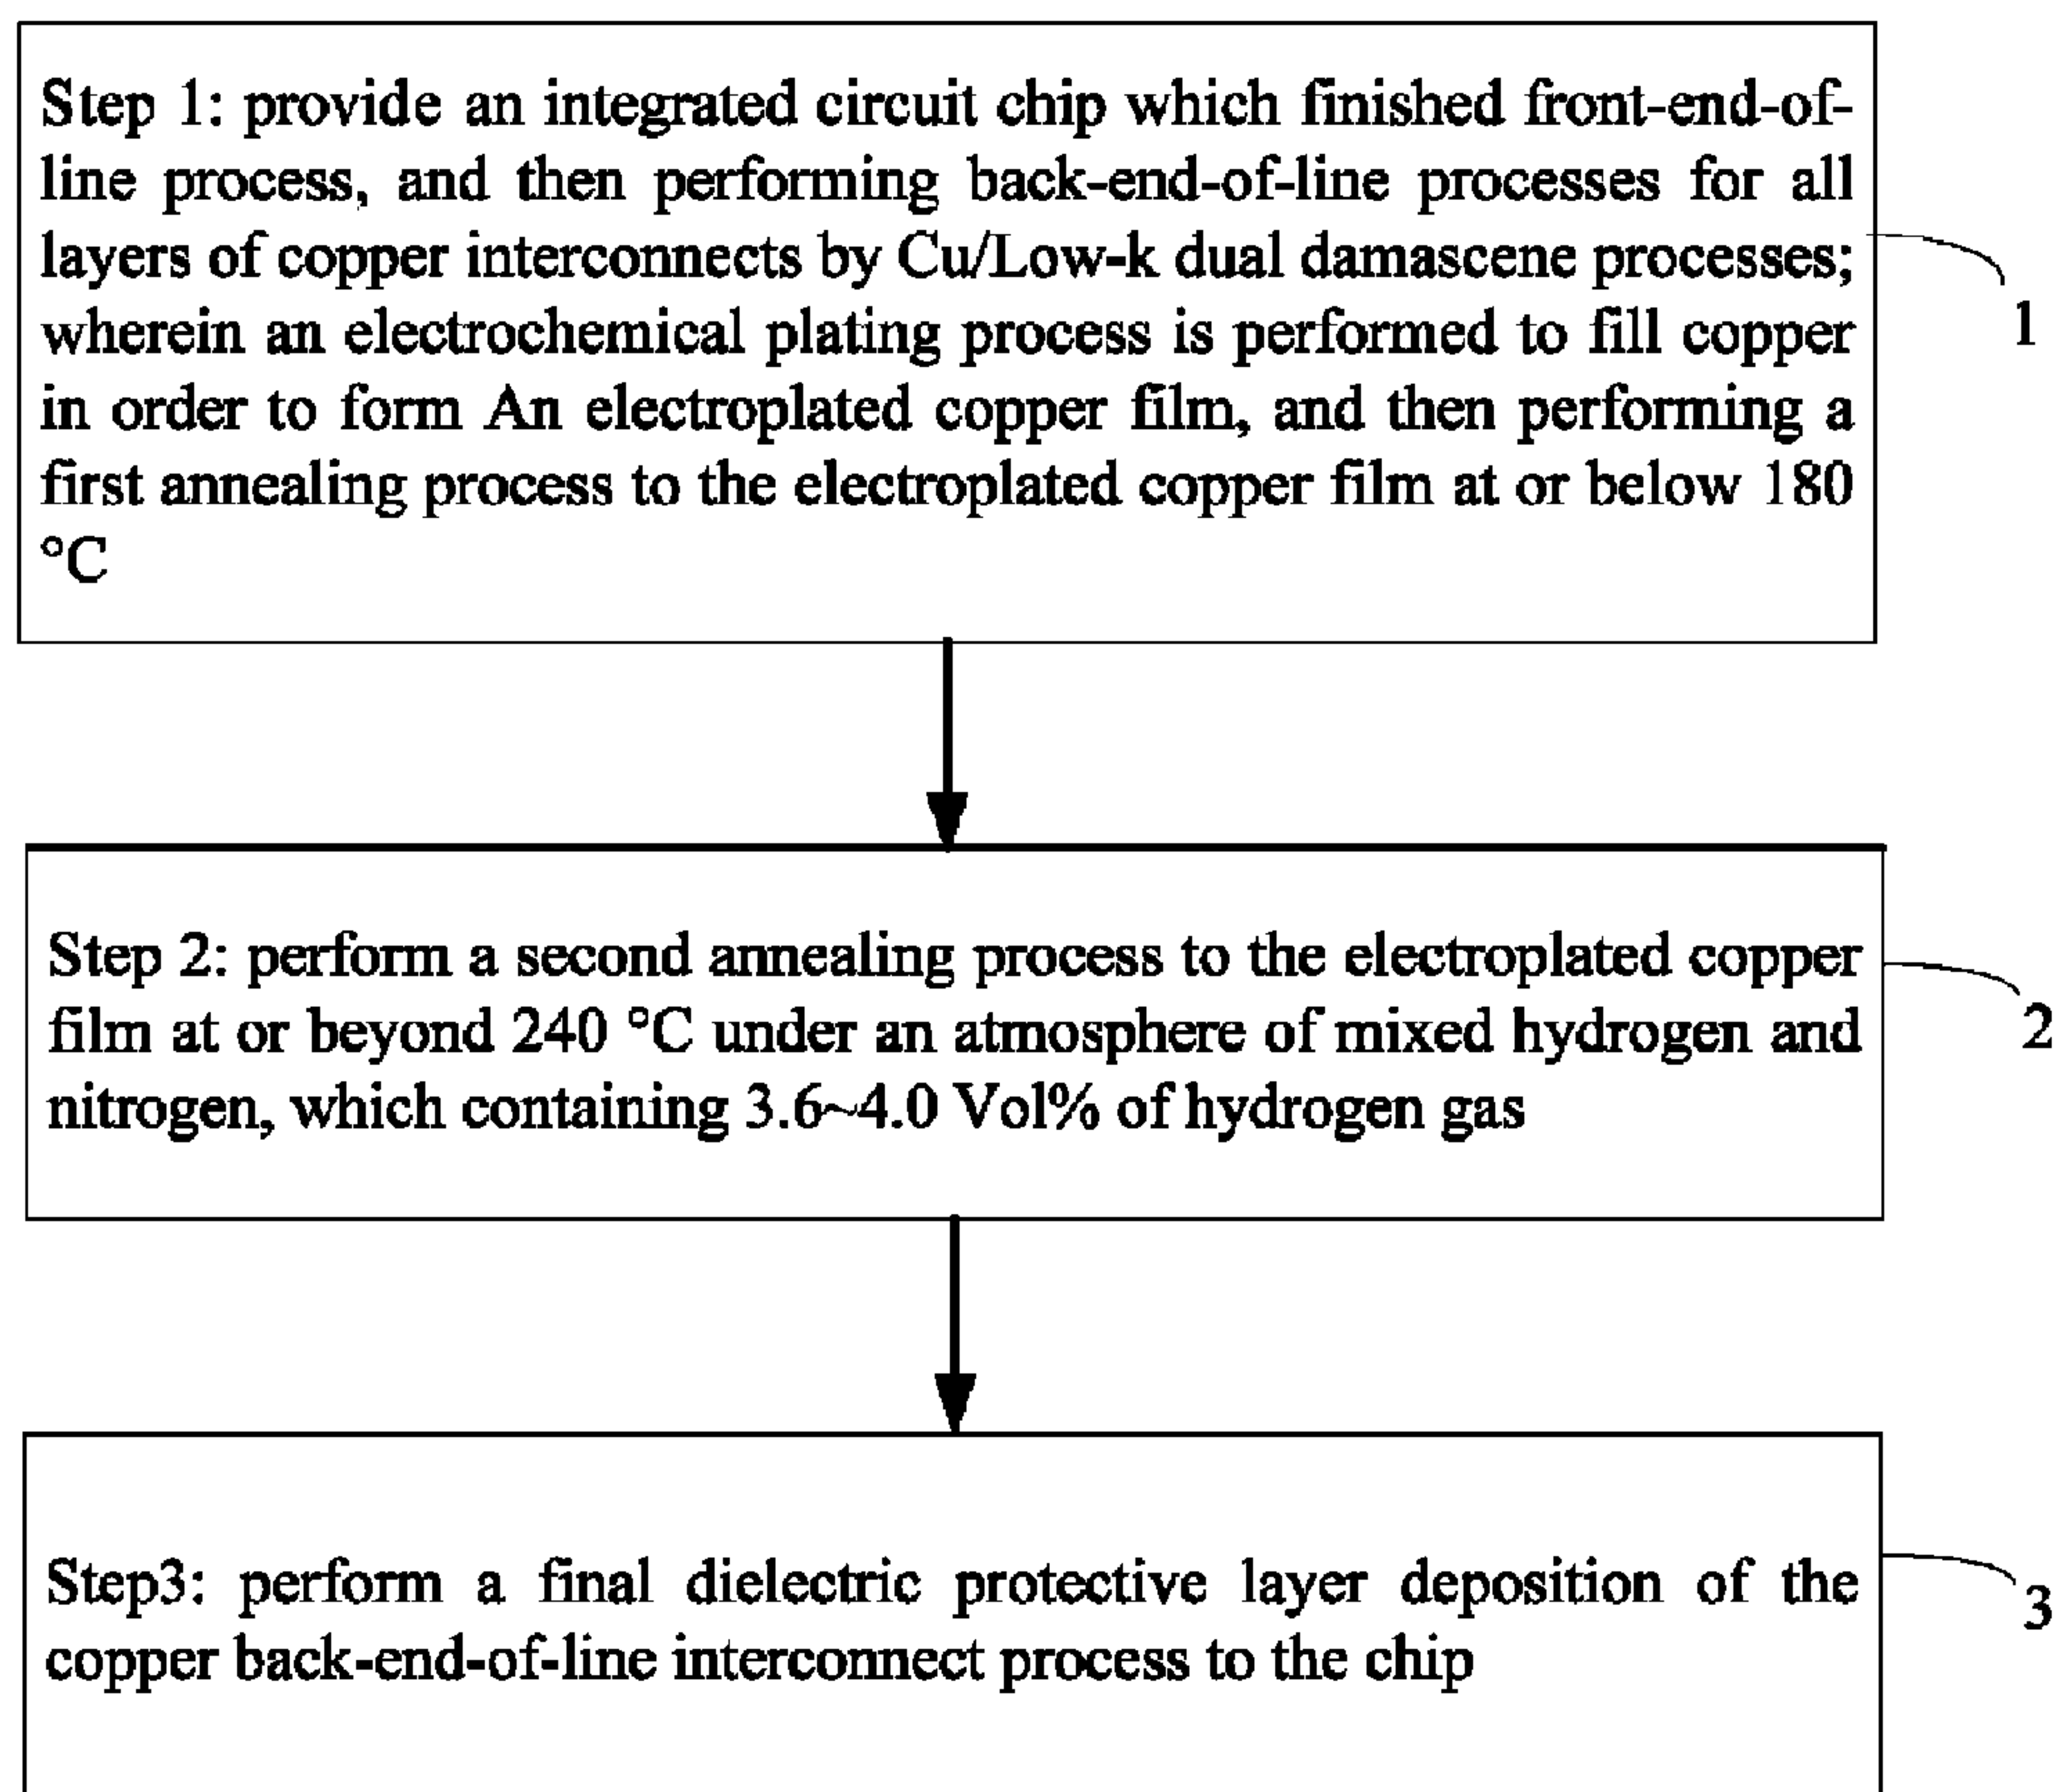 Step 1: provide an integrated circuit chip which finished front-end-of-
line process, and then performing back-end-of-line processes for all
layers of copper interconnects by Cu/Low-k dual damascene processes;
wherein an electrochemical plating process is performed to fill copper
in order to form An electroplated copper film, and then performing a
first annealing process to the electroplated copper film at or below 180
°C
1
Step 2: perform a second annealing process to the electroplated copper
film at or beyond 240 °C under an atmosphere of mixed hydrogen and
nitrogen, which containing 3.6~4.0 Vol% of hydrogen gas
2
Step3: perform a final dielectric protective layer deposition of the
copper back-end-of-line interconnect process to the chip
3